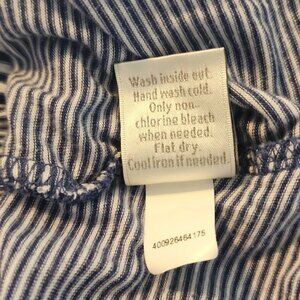 Wash inside out.
Hand wash cold.
Only non-
chlorine bleach
when needed.
Flat dry.
Cool iron if needed.
400926464175